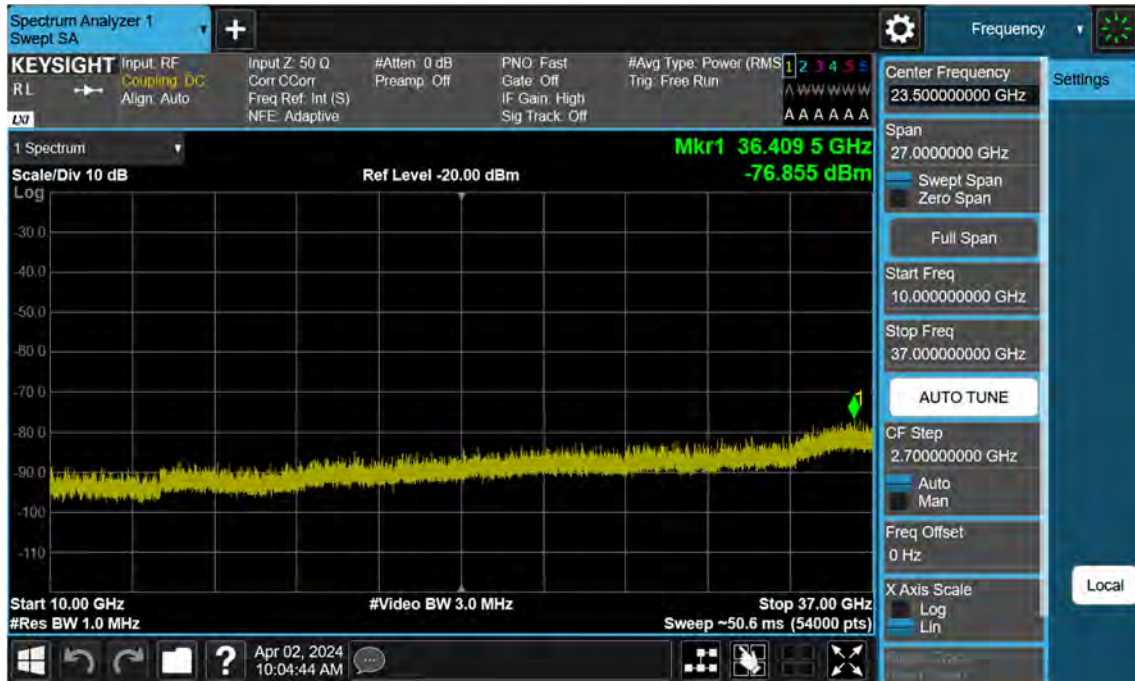 Spectrum Analyzer 1
Swept SA
Frequency
KEYSIGHT
RL
LXI
Input: RF
Coupling: DC
Align: Auto
Input Z: 50 Ω
Corr CCorr
Freq Ref: Int (S)
NFE: Adaptive
#Atten: 0 dB
Preamp: Off
PNO: Fast
Gate: Off
IF Gain: High
Sig Track: Off
#Avg Type: Power (RMS
Trig: Free Run
1 2 3 4 5 6
A W W W W W
A A A A A A
1 Spectrum
Scale/Div 10 dB
Ref Level -20.00 dBm
Mkr1 36.409 5 GHz
-76.855 dBm
Log
-30.0
-40.0
-50.0
-60.0
-70.0
-80.0
-90.0
-100
-110
1
Start 10.00 GHz
#Video BW 3.0 MHz
Stop 37.00 GHz
#Res BW 1.0 MHz
Sweep ~50.6 ms (54000 pts)
Apr 02, 2024
10:04:44 AM
Center Frequency
23.500000000 GHz
Span
27.0000000 GHz
Swept Span
Zero Span
Full Span
Start Freq
10.000000000 GHz
Stop Freq
37.000000000 GHz
AUTO TUNE
CF Step
2.700000000 GHz
Auto
Man
Freq Offset
0 Hz
X Axis Scale
Log
Lin
Settings
Local